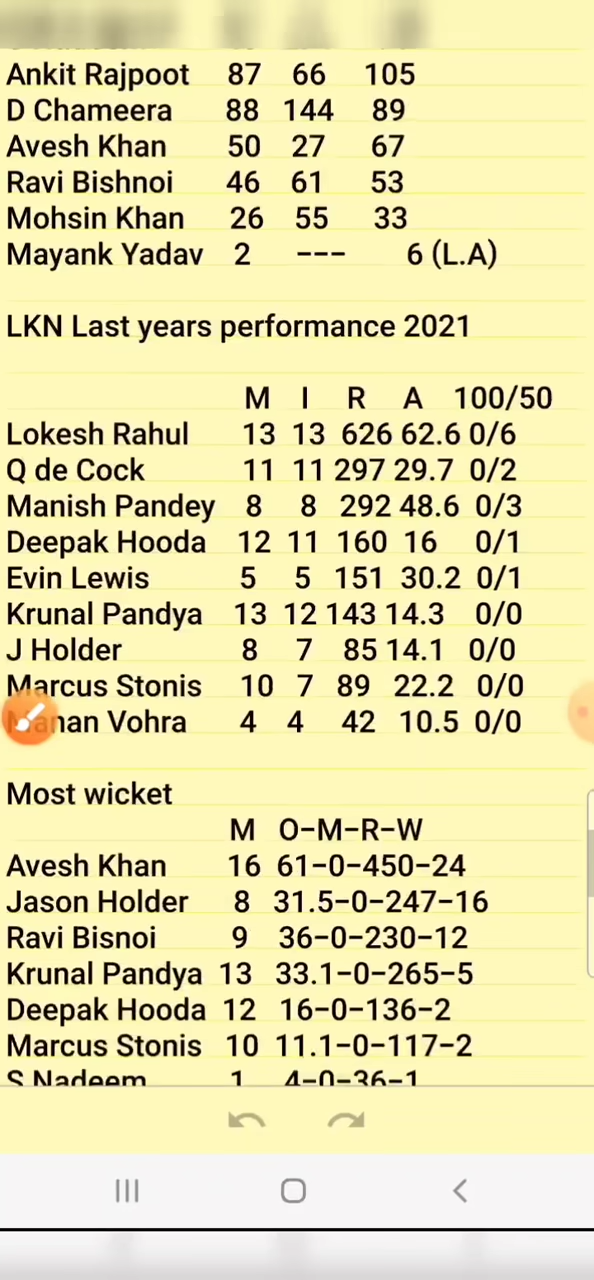 Ankit Rajpoot 87 66 105
D Chameera 88 144 89
Avesh Khan 50 27 67
Ravi Bishnoi 46 61 53
Mohsin Khan 26 55 33
Mayank Yadav 2 --- 6 (L.A)
LKN Last years performance 2021
M I R A 100/50
Lokesh Rahul 13 13 626 62.6 0/6
Q de Cock 11 11 297 29.7 0/2
Manish Pandey 8 8 292 48.6 0/3
Deepak Hooda 12 11 160 16 0/1
Evin Lewis 5 5 151 30.2 0/1
Krunal Pandya 13 12 143 14.3 0/0
J Holder 8 7 85 14.1 0/0
Marcus Stonis 10 7 89 22.2 0/0
Vohra 4 4 42 10.5 0/0
Most wicket
M O-M-R-W
Avesh Khan 16 61-0-450-24
Jason Holder 8 31.5-0-247-16
Ravi Bisnoi 9 36-0-230-12
Krunal Pandya 13 33.1-0-265-5
Deepak Hooda 12 16-0-136-2
Marcus Stonis 10 11.1-0-117-2
S Nadeem 1 4-0-36-1